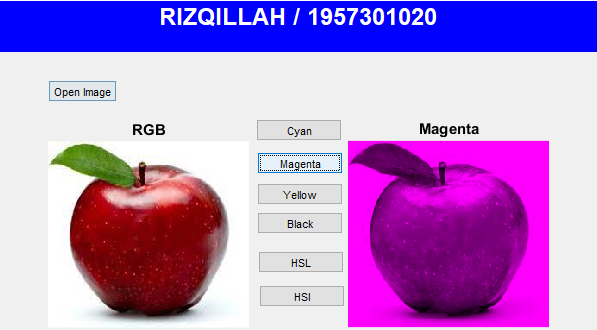 RIZQILLAH / 1957301020
Open Image
RGB
Cyan
Magenta
Magenta
Yellow
Black
HSL
HSI